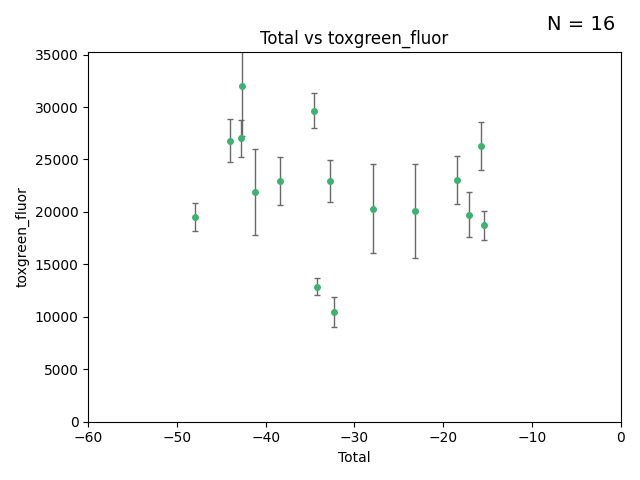 N = 16
Total vs toxgreen_fluor
35000
30000
25000
20000
15000
10000
5000
0
toxgreen_fluor
−60 −50 −40 −30 −20 −10 0
Total